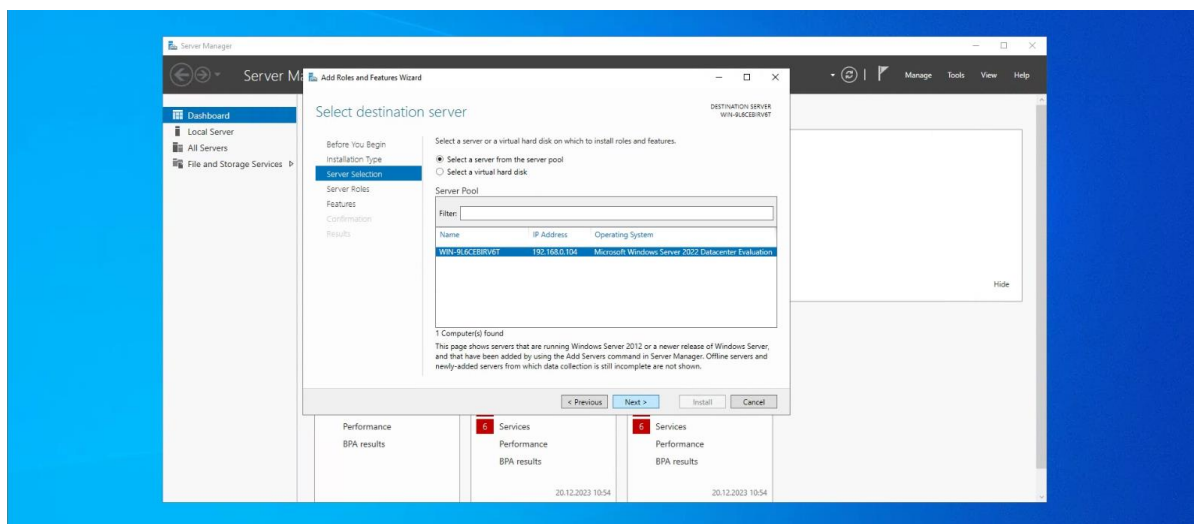 Server Manager
Server Ma
Manage Tools View Help
Dashboard
Local Server
All Servers
File and Storage Services
Add Roles and Features Wizard
Select destination server
DESTINATION SERVER
WIN-9L6CEBIRV6T
Before You Begin
Installation Type
Server Selection
Server Roles
Features
Confirmation
Results
Select a server or a virtual hard disk on which to install roles and features.
Select a server from the server pool
Select a virtual hard disk
Server Pool
Filter:
Name IP Address Operating System
WIN-9L6CEBIRV6T 192.168.0.104 Microsoft Windows Server 2022 Datacenter Evaluation
1 Computer(s) found
This page shows servers that are running Windows Server 2012 or a newer release of Windows Server,
and that have been added by using the Add Servers command in Server Manager. Offline servers and
newly-added servers from which data collection is still incomplete are not shown.
< Previous Next > Install Cancel
Hide
Performance
BPA results
6 Services
Performance
BPA results
20.12.2023 10:54
6 Services
Performance
BPA results
20.12.2023 10:54